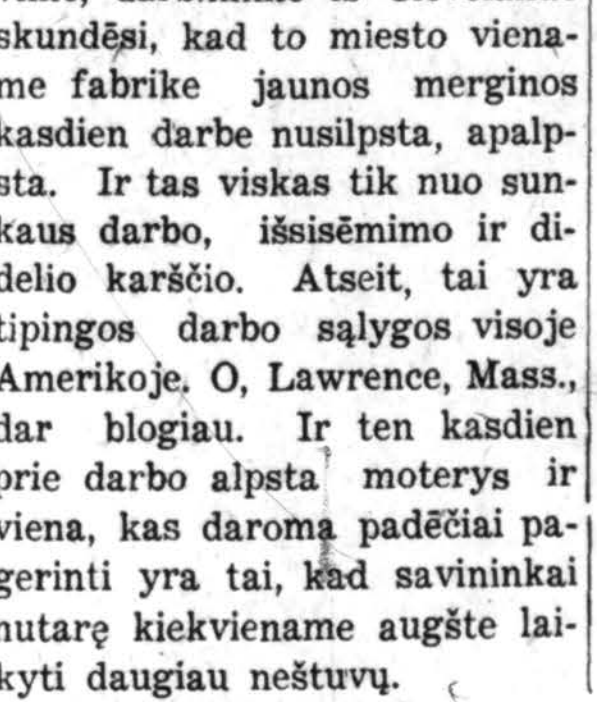 skundēsi, kad to miesto viena-
me fabrike jaunos merginos
kasdien darbe nusilpsta, apalp-
sta. Ir tas viskas tik nuo sun-
kaus darbo, išsisēmimo ir di-
delio karščio. Atseit, tai yra
tipingos darbo sąlygos visoje
Amerikoje. O, Lawrence, Mass.,
dar blogiau. Ir ten kasdien
prie darbo alpsta moterys ir
viena, kas daroma padēčiai pa-
gerinti yra tai, kad savininkai
nutarę kiekviename augšte lai-
kyti daugiau neštuvų.